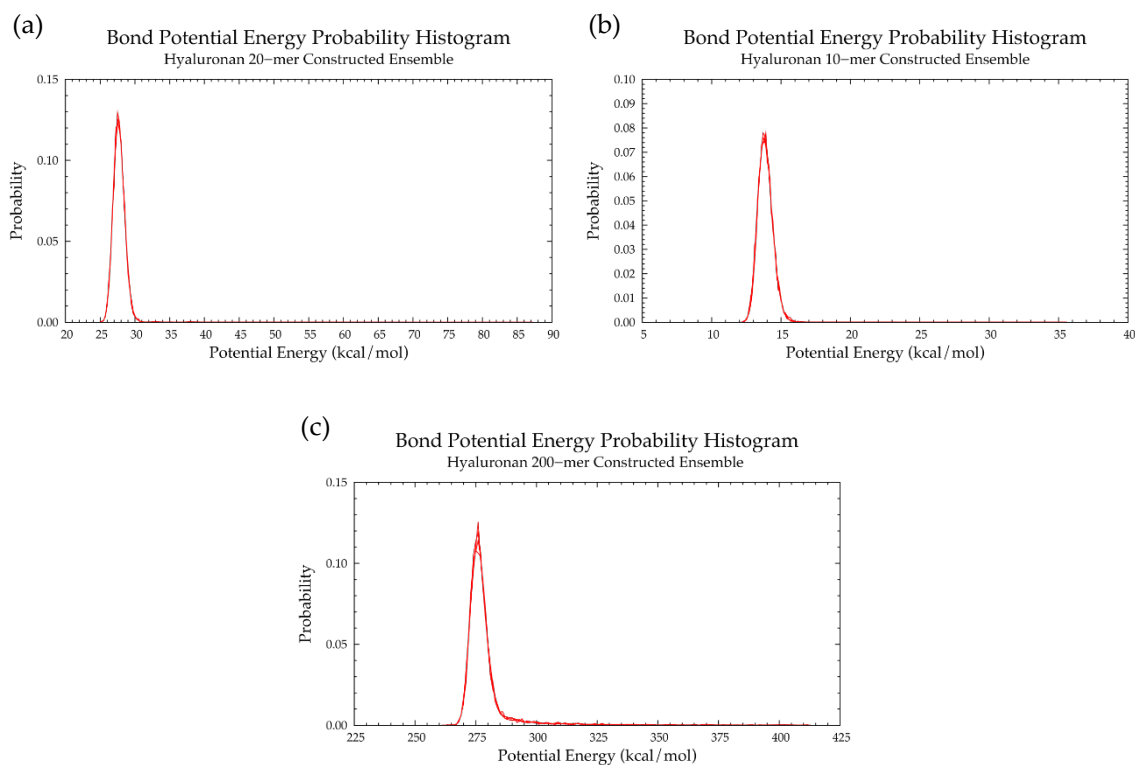 (a)
Bond Potential Energy Probability Histogram
Hyaluronan 20−mer Constructed Ensemble
0.15
0.10
0.05
0.00
Probability
20 25 30 35 40 45 50 55 60 65 70 75 80 85 90
Potential Energy (kcal/mol)
(b)
Bond Potential Energy Probability Histogram
Hyaluronan 10−mer Constructed Ensemble
0.10
0.09
0.08
0.07
0.06
0.05
0.04
0.03
0.02
0.01
0.00
Probability
5 10 15 20 25 30 35 40
Potential Energy (kcal/mol)
(c)
Bond Potential Energy Probability Histogram
Hyaluronan 200−mer Constructed Ensemble
0.15
0.10
0.05
0.00
Probability
225 250 275 300 325 350 375 400 425
Potential Energy (kcal/mol)